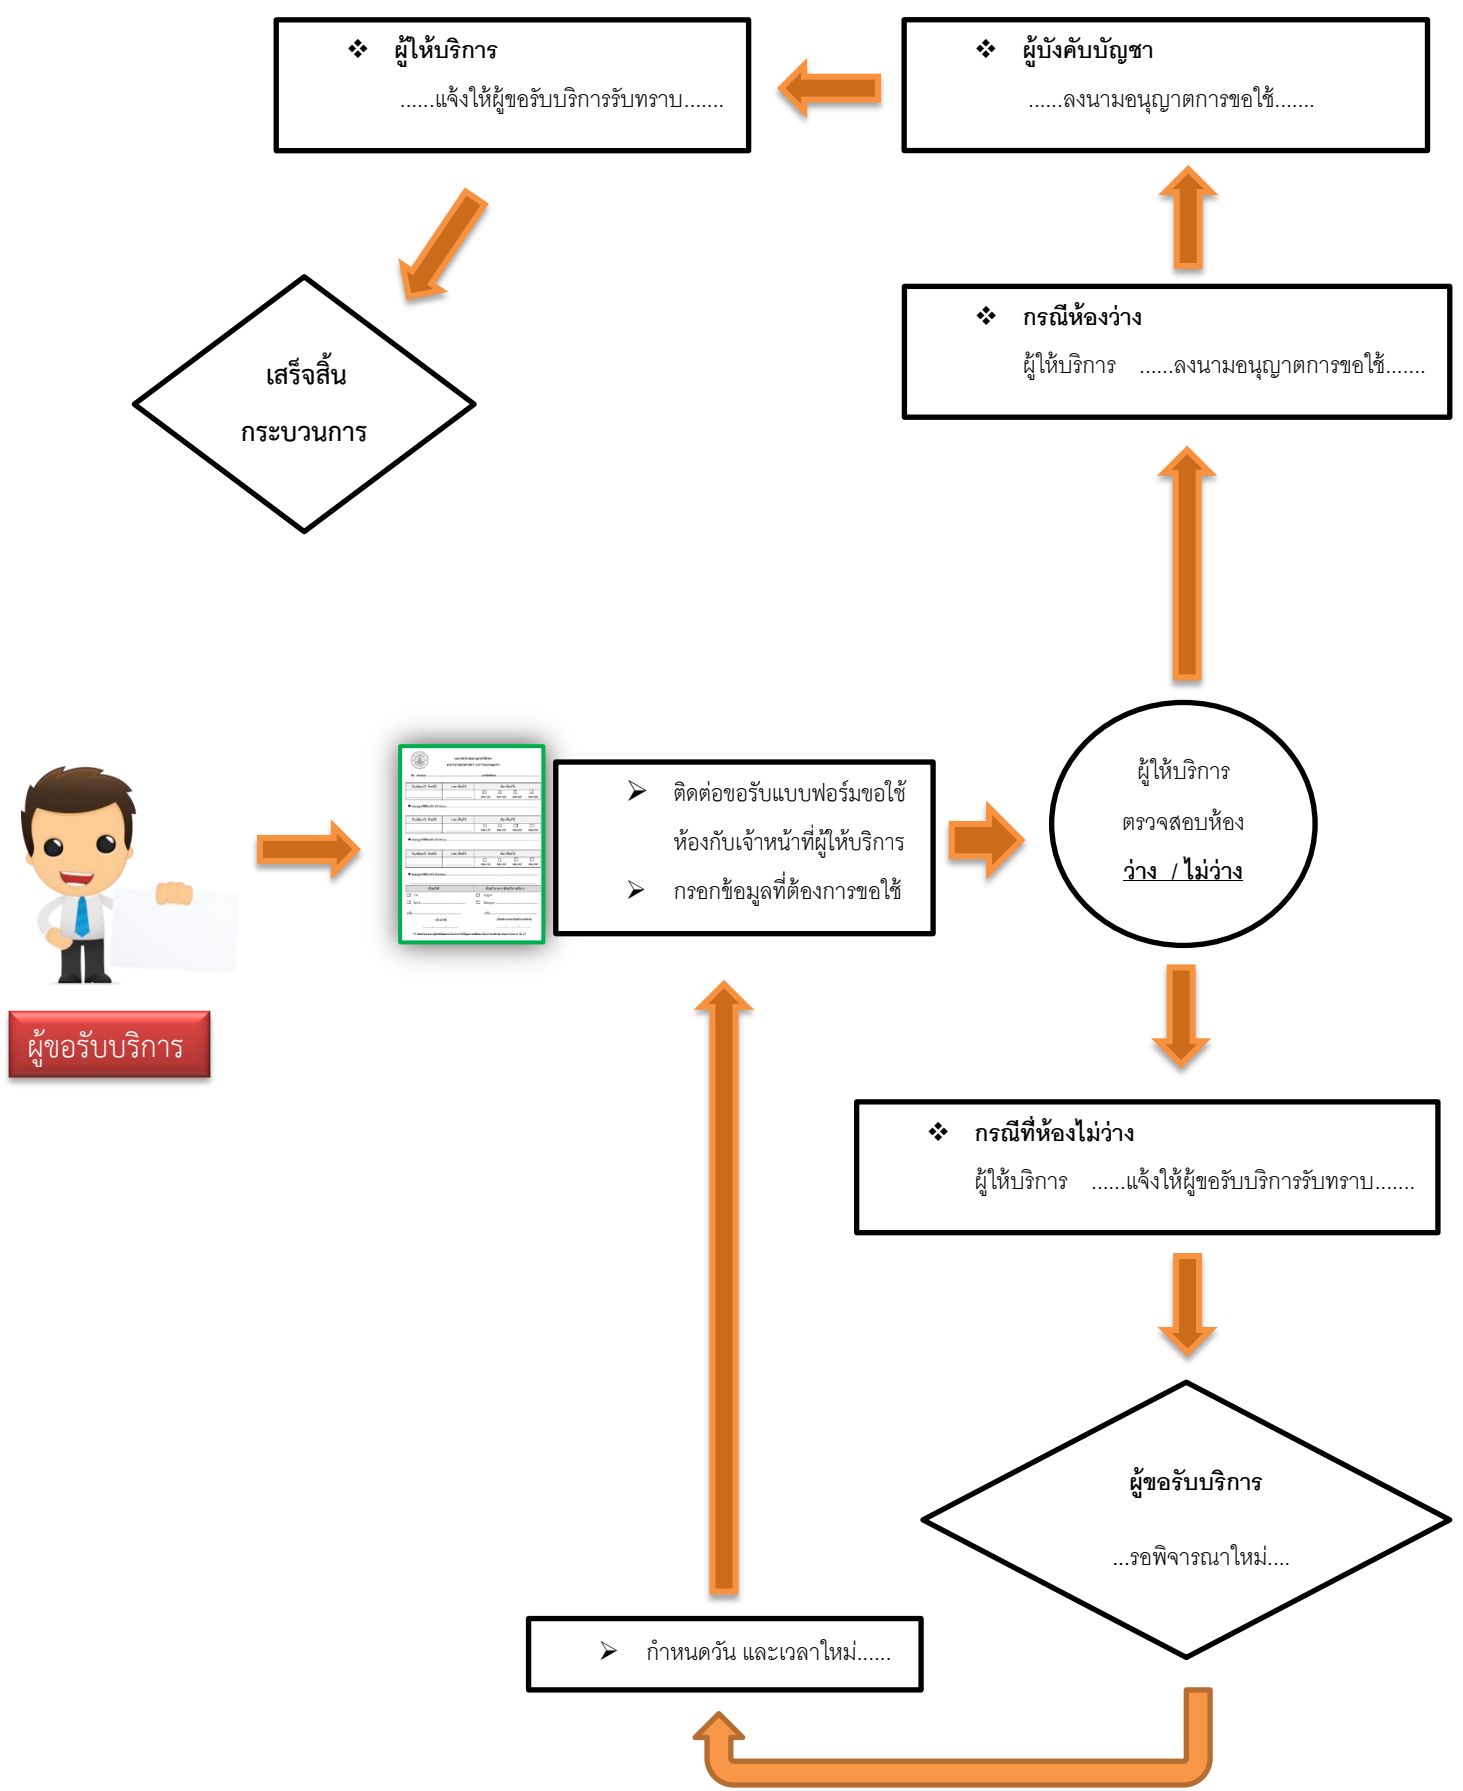 ❖ ผู้ให้บริการ
......แจ้งให้ผู้ขอรับบริการรับทราบ.......
❖ ผู้บังคับบัญชา
......ลงนามอนุญาตการขอใช้.......
❖ กรณีห้องว่าง
ผู้ให้บริการ ......ลงนามอนุญาตการขอใช้.......
เสร็จสิ้น
กระบวนการ
ผู้ขอรับบริการ
➢ ติดต่อขอรับแบบฟอร์มขอใช้
ห้องกับเจ้าหน้าที่ผู้ให้บริการ
➢ กรอกข้อมูลที่ต้องการขอใช้
ผู้ให้บริการ
ตรวจสอบห้อง
ว่าง / ไม่ว่าง
❖ กรณีที่ห้องไม่ว่าง
ผู้ให้บริการ ......แจ้งให้ผู้ขอรับบริการรับทราบ.......
ผู้ขอรับบริการ
...รอพิจารณาใหม่....
➢ กำหนดวัน และเวลาใหม่......